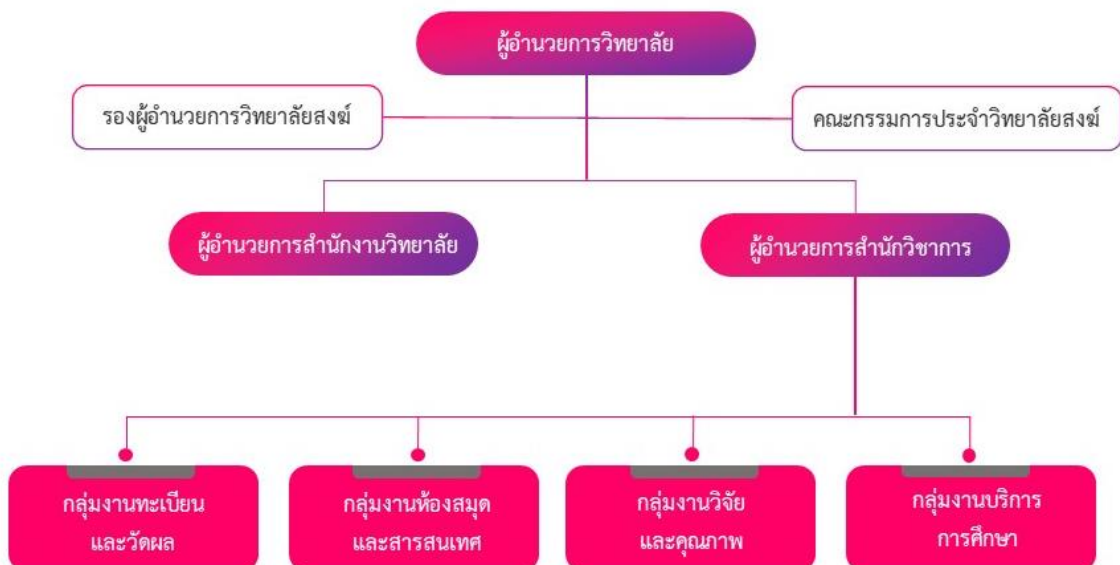 ผู้อำนวยการวิทยาลัย
รองผู้อำนวยการวิทยาลัยสงฆ์
คณะกรรมการประจำวิทยาลัยสงฆ์
ผู้อำนวยการสำนักงานวิทยาลัย
ผู้อำนวยการสำนักวิชาการ
กลุ่มงานทะเบียน
และวัดผล
กลุ่มงานห้องสมุด
และสารสนเทศ
กลุ่มงานวิจัย
และคุณภาพ
กลุ่มงานบริการ
การศึกษา